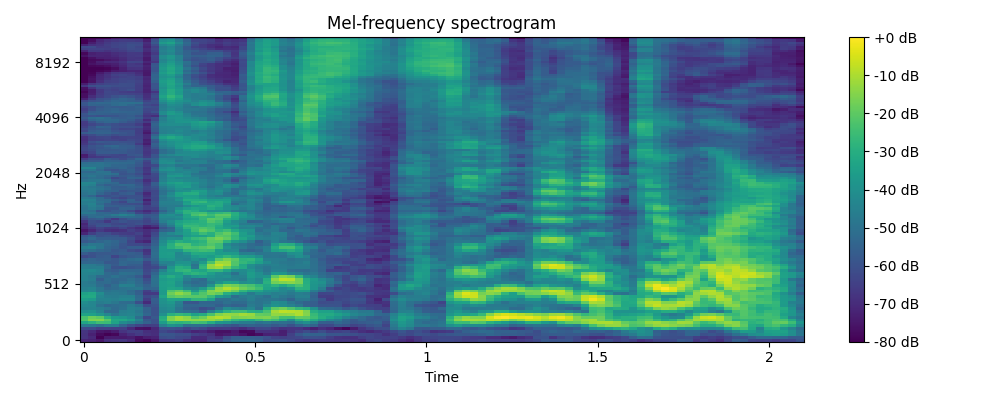 Mel-frequency spectrogram
Hz
8192
4096
2048
1024
512
0
0
0.5
1
1.5
2
Time
+0 dB
-10 dB
-20 dB
-30 dB
-40 dB
-50 dB
-60 dB
-70 dB
-80 dB